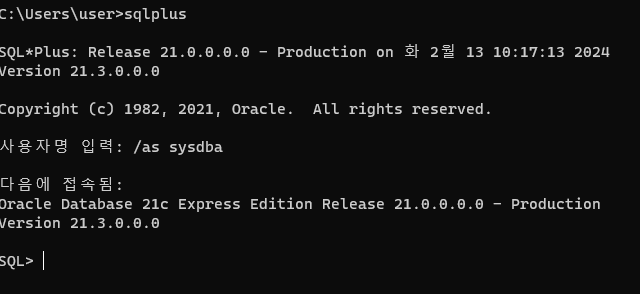 C:\Users\user>sqlplus
SQL*Plus: Release 21.0.0.0.0 - Production on 화 2월 13 10:17:13 2024
Version 21.3.0.0.0
Copyright (c) 1982, 2021, Oracle.  All rights reserved.
사용자명 입력: /as sysdba
다음에 접속됨:
Oracle Database 21c Express Edition Release 21.0.0.0.0 - Production
Version 21.3.0.0.0
SQL>